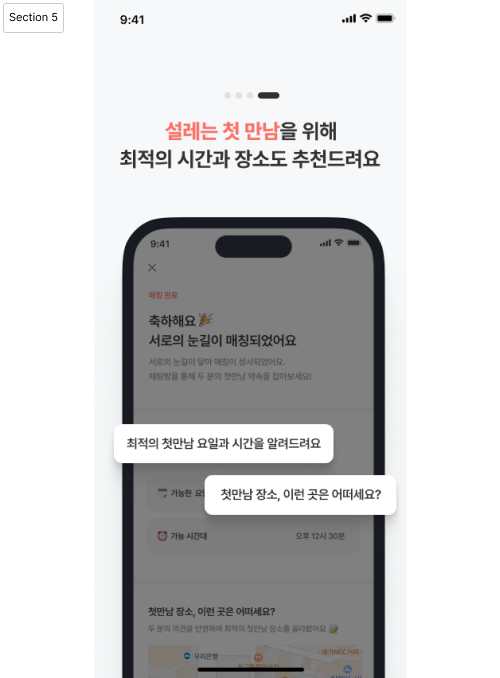 Section 5
9:41
설레는 첫 만남을 위해
최적의 시간과 장소도 추천드려요
9:41
매칭 완료
축하해요
서로의 눈길이 매칭되었어요
서로의 눈길이 닿아 매칭이 성사되었어요.
채팅방을 통해 두 분의 첫만남 약속을 잡아보세요!
최적의 첫만남 요일과 시간을 알려드려요
가능한
첫만남 장소, 이런 곳은 어떠세요?
가능 시간대
오후 12시 30분
첫만남 장소, 이런 곳은 어떠세요?
두 분의 의견을 반영하여 최적의 첫만남 장소를 골라봤어요
우리은행
메가MGC커피